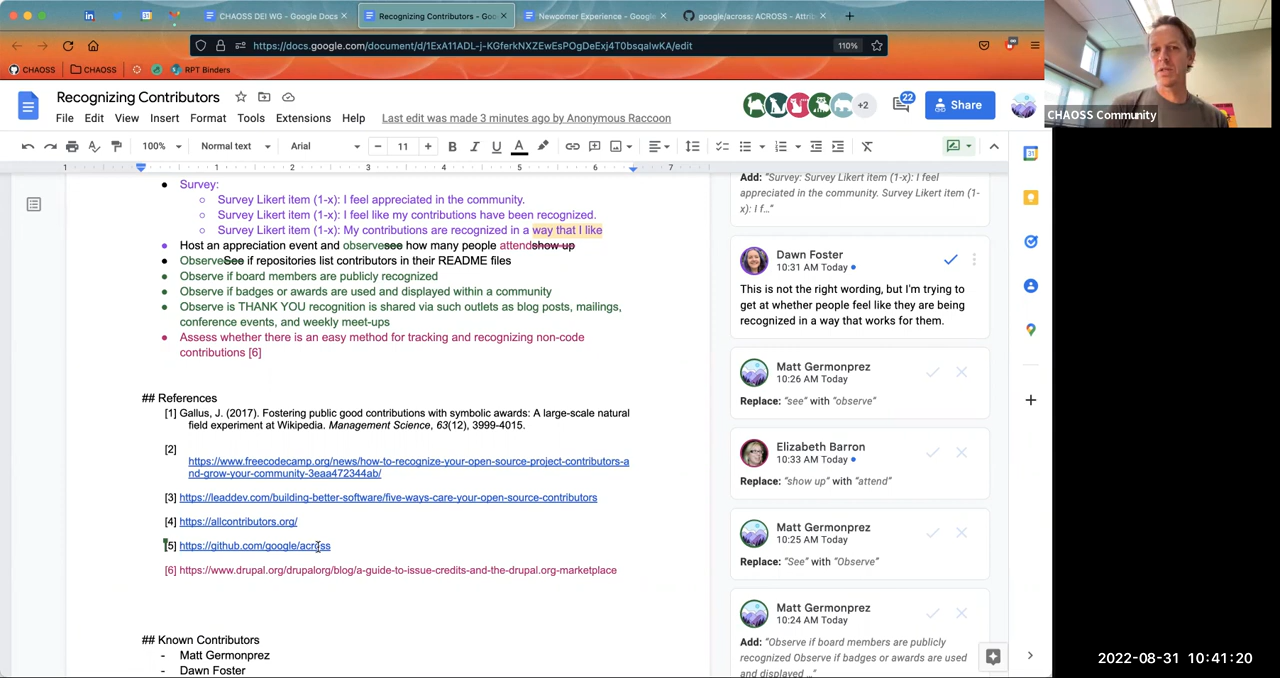 CHAOSS DEI WG - Google Docs
Recognizing Contributors - Goo
Newcomer Experience - Google
google/across: ACROSS - Attrib
https://docs.google.com/document/d/1ExA11ADL-j-KGferkNXZEwEsPOgDeExj4T0bsqaIwKA/edit
110%
CHAOSS
CHAOSS
RPT Binders
CHAOSS Community
Recognizing Contributors
File Edit View Insert Format Tools Extensions Help
Last edit was made 3 minutes ago by Anonymous Raccoon
+2
22
Share
100%
Normal text
Arial
11
1 1 2 3 4 5 6 7
Survey:
Survey Likert item (1-x): I feel appreciated in the community.
Survey Likert item (1-x): I feel like my contributions have been recognized.
Survey Likert item (1-x): My contributions are recognized in a way that I like
Host an appreciation event and observesee how many people attendshow up
ObserveSee if repositories list contributors in their README files
Observe if board members are publicly recognized
Observe if badges or awards are used and displayed within a community
Observe is THANK YOU recognition is shared via such outlets as blog posts, mailings,
conference events, and weekly meet-ups
Assess whether there is an easy method for tracking and recognizing non-code
contributions [6]
## References
[1] Gallus, J. (2017). Fostering public good contributions with symbolic awards: A large-scale natural
field experiment at Wikipedia. Management Science, 63(12), 3999-4015.
[2]
https://www.freecodecamp.org/news/how-to-recognize-your-open-source-project-contributors-a
nd-grow-your-community-3eaa472344ab/
[3] https://leaddev.com/building-better-software/five-ways-care-your-open-source-contributors
[4] https://allcontributors.org/
[5] https://github.com/google/across
[6] https://www.drupal.org/drupalorg/blog/a-guide-to-issue-credits-and-the-drupal.org-marketplace
## Known Contributors
- Matt Germonprez
- Dawn Foster
Add: "Survey: Survey Likert item (1-x): I feel
appreciated in the community. Survey Likert item (1-
x): I f..."
Dawn Foster
10:31 AM Today
This is not the right wording, but I'm trying to
get at whether people feel like they are being
recognized in a way that works for them.
Matt Germonprez
10:26 AM Today
Replace: "see" with "observe"
Elizabeth Barron
10:33 AM Today
Replace: "show up" with "attend"
Matt Germonprez
10:25 AM Today
Replace: "See" with "Observe"
Matt Germonprez
10:24 AM Today
Add: "Observe if board members are publicly
recognized Observe if badges or awards are used
and displayed ..."
2022-08-31 10:41:20